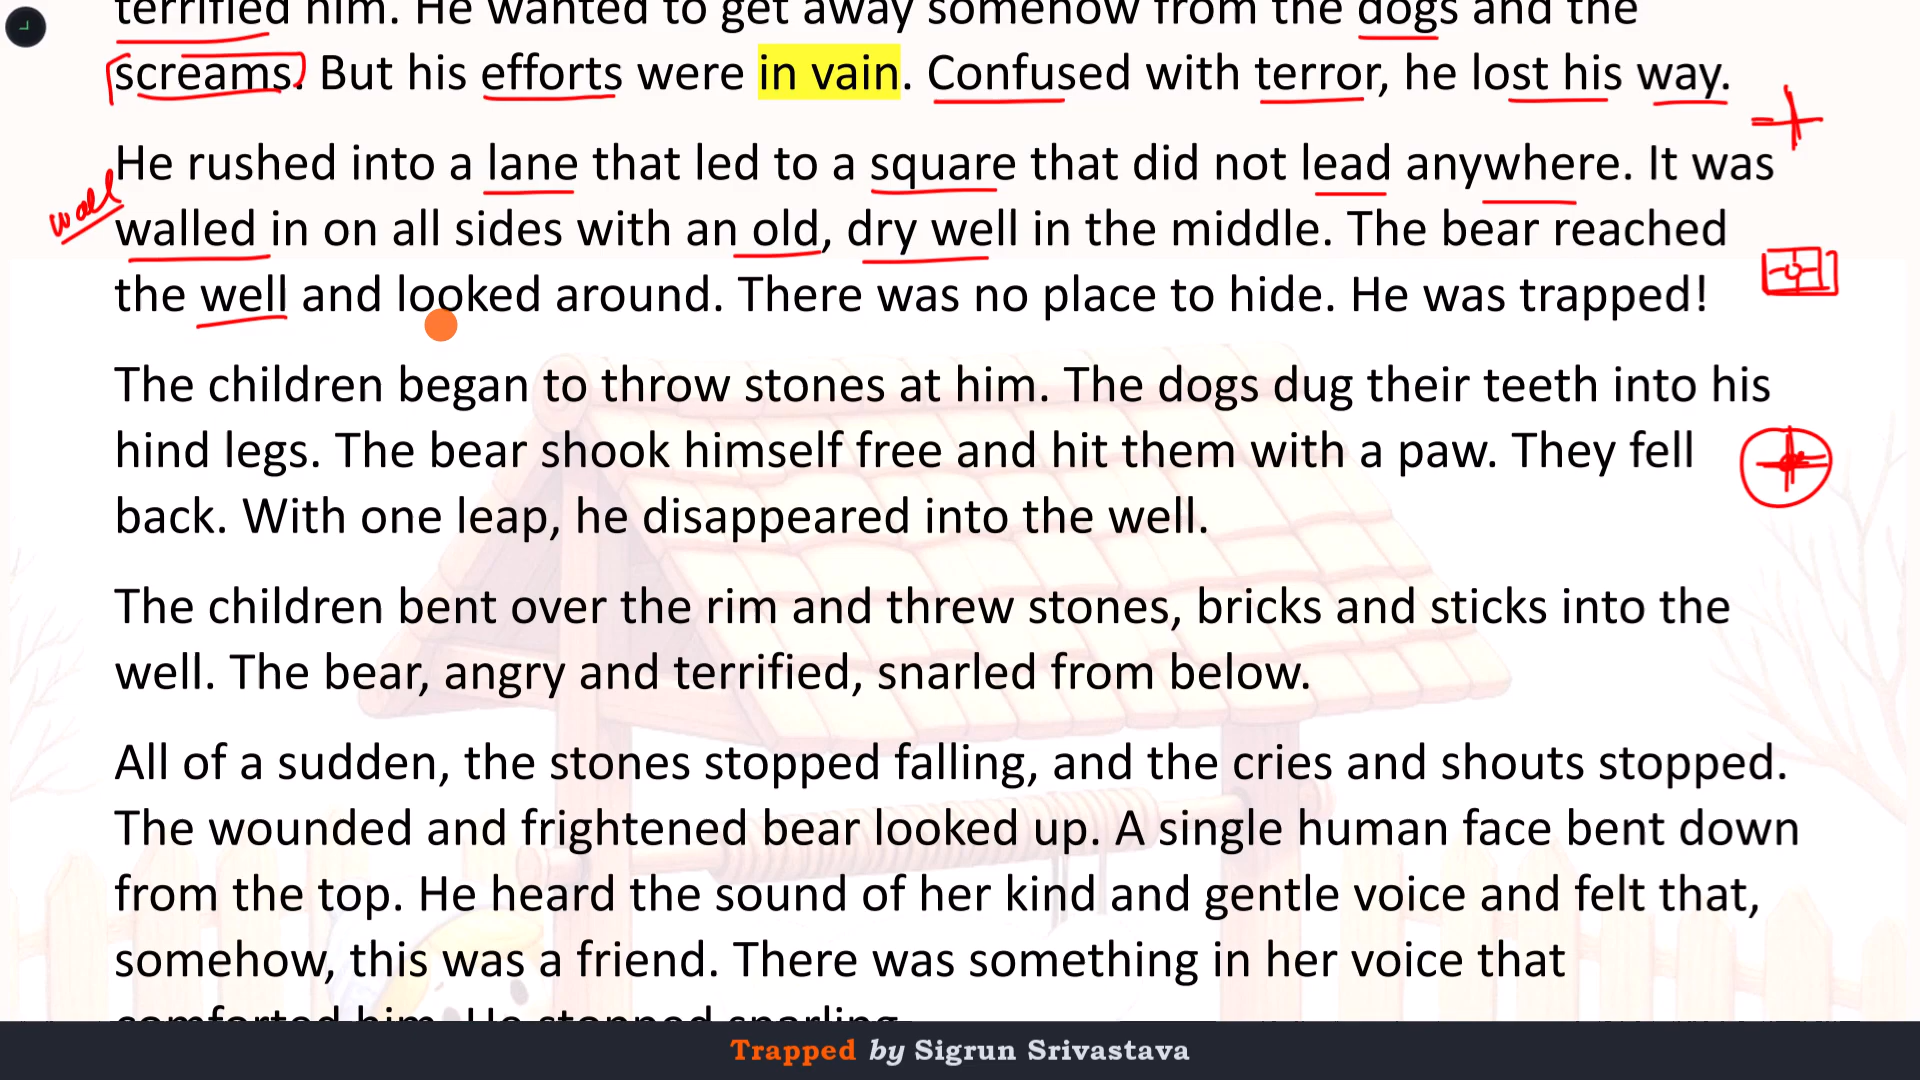 terrified him. He wanted to get away somehow from the dogs and the
screams. But his efforts were in vain. Confused with terror, he lost his way.
He rushed into a lane that led to a square that did not lead anywhere. It was
wall
walled in on all sides with an old, dry well in the middle. The bear reached
the well and looked around. There was no place to hide. He was trapped!
The children began to throw stones at him. The dogs dug their teeth into his
hind legs. The bear shook himself free and hit them with a paw. They fell
back. With one leap, he disappeared into the well.
The children bent over the rim and threw stones, bricks and sticks into the
well. The bear, angry and terrified, snarled from below.
All of a sudden, the stones stopped falling, and the cries and shouts stopped.
The wounded and frightened bear looked up. A single human face bent down
from the top. He heard the sound of her kind and gentle voice and felt that,
somehow, this was a friend. There was something in her voice that
comforted him. He stopped snarling.
Trapped by Sigrun Srivastava